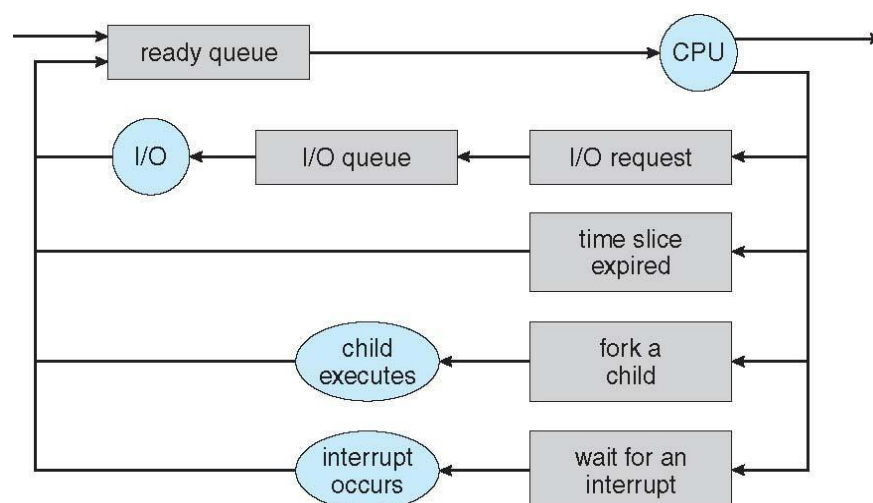 ready queue
CPU
I/O
I/O queue
I/O request
time slice
expired
child
executes
fork a
child
interrupt
occurs
wait for an
interrupt